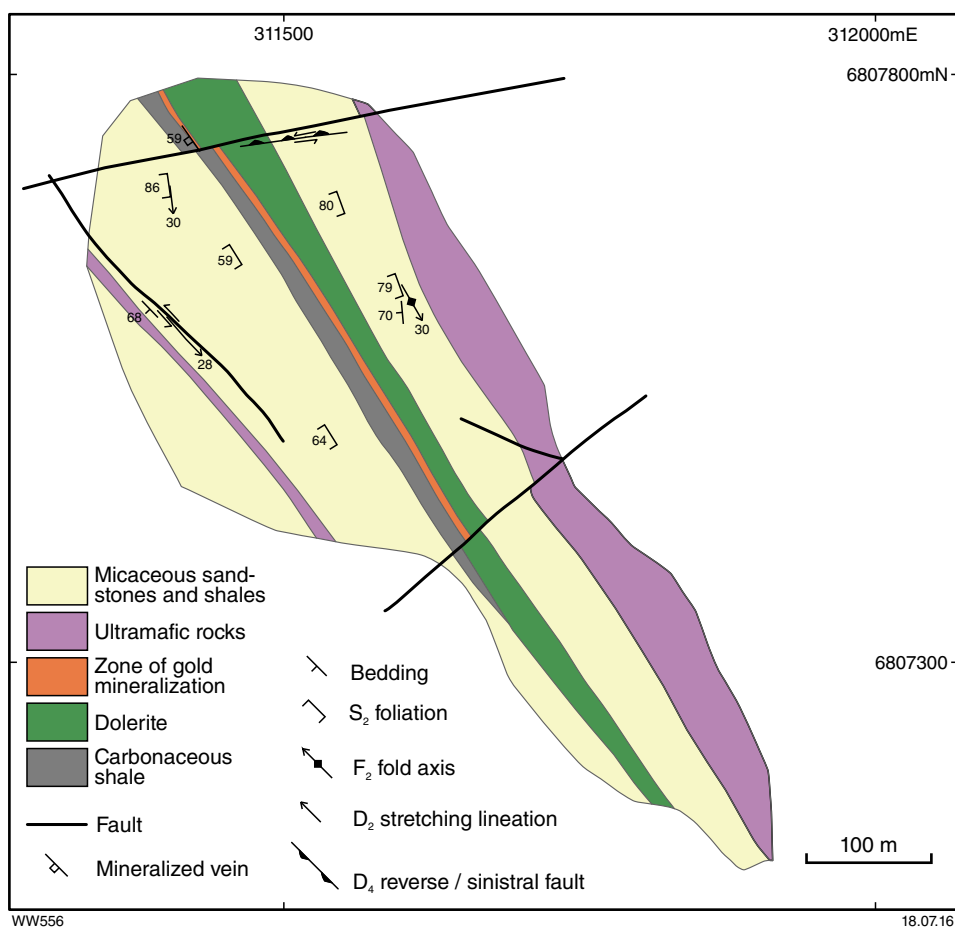 311500
312000mE
6807800mN
59
86
30
80
59
79
70
30
68
28
64
Micaceous sand-
stones and shales
Ultramafic rocks
Zone of gold
mineralization
Dolerite
Carbonaceous
shale
Fault
Mineralized vein
Bedding
S₂ foliation
F₂ fold axis
D₂ stretching lineation
D₄ reverse / sinistral fault
6807300
100 m
WW556
18.07.16